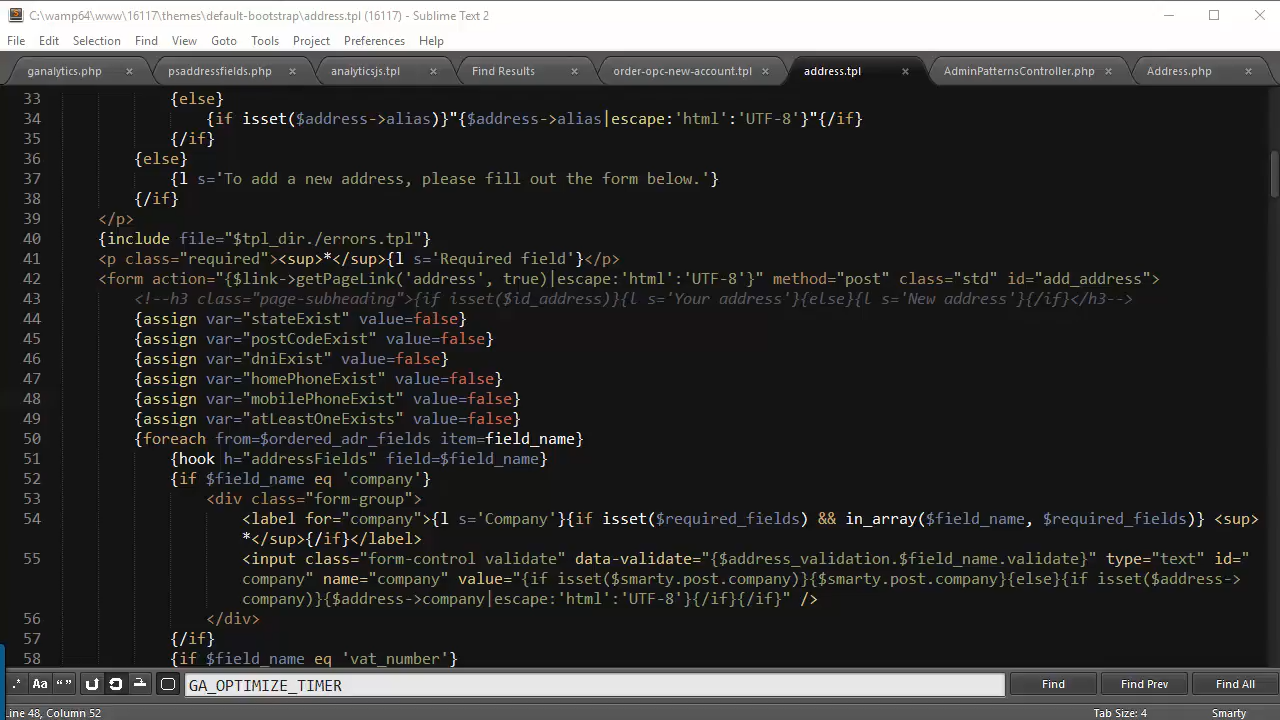 C:\wamp64\www\16117\themes\default-bootstrap\address.tpl (16117) - Sublime Text 2
File Edit Selection Find View Goto Tools Project Preferences Help
ganalytics.php × psaddressfields.php × analyticsjs.tpl × Find Results × order-opc-new-account.tpl × address.tpl × AdminPatternsController.php × Address.php ×
33 {else}
34 {if isset($address->alias)}"{$address->alias|escape:'html':'UTF-8'}"{/if}
35 {/if}
36 {else}
37 {l s='To add a new address, please fill out the form below.'}
38 {/if}
39 </p>
40 {include file="$tpl_dir./errors.tpl"}
41 <p class="required"><sup>*</sup>{l s='Required field'}</p>
42 <form action="{$link->getPageLink('address', true)|escape:'html':'UTF-8'}" method="post" class="std" id="add_address">
43 <!--h3 class="page-subheading">{if isset($id_address)}{l s='Your address'}{else}{l s='New address'}{/if}</h3-->
44 {assign var="stateExist" value=false}
45 {assign var="postCodeExist" value=false}
46 {assign var="dniExist" value=false}
47 {assign var="homePhoneExist" value=false}
48 {assign var="mobilePhoneExist" value=false}
49 {assign var="atLeastOneExists" value=false}
50 {foreach from=$ordered_adr_fields item=field_name}
51 {hook h="addressFields" field=$field_name}
52 {if $field_name eq 'company'}
53 <div class="form-group">
54 <label for="company">{l s='Company'}{if isset($required_fields) && in_array($field_name, $required_fields)} <sup>
*</sup>{/if}</label>
55 <input class="form-control validate" data-validate="{$address_validation.$field_name.validate}" type="text" id="
company" name="company" value="{if isset($smarty.post.company)}{$smarty.post.company}{else}{if isset($address->
company)}{$address->company|escape:'html':'UTF-8'}{/if}{/if}" />
56 </div>
57 {/if}
58 {if $field_name eq 'vat_number'}
.* Aa “” GA_OPTIMIZE_TIMER Find Find Prev Find All
Line 48, Column 52 Tab Size: 4 Smarty